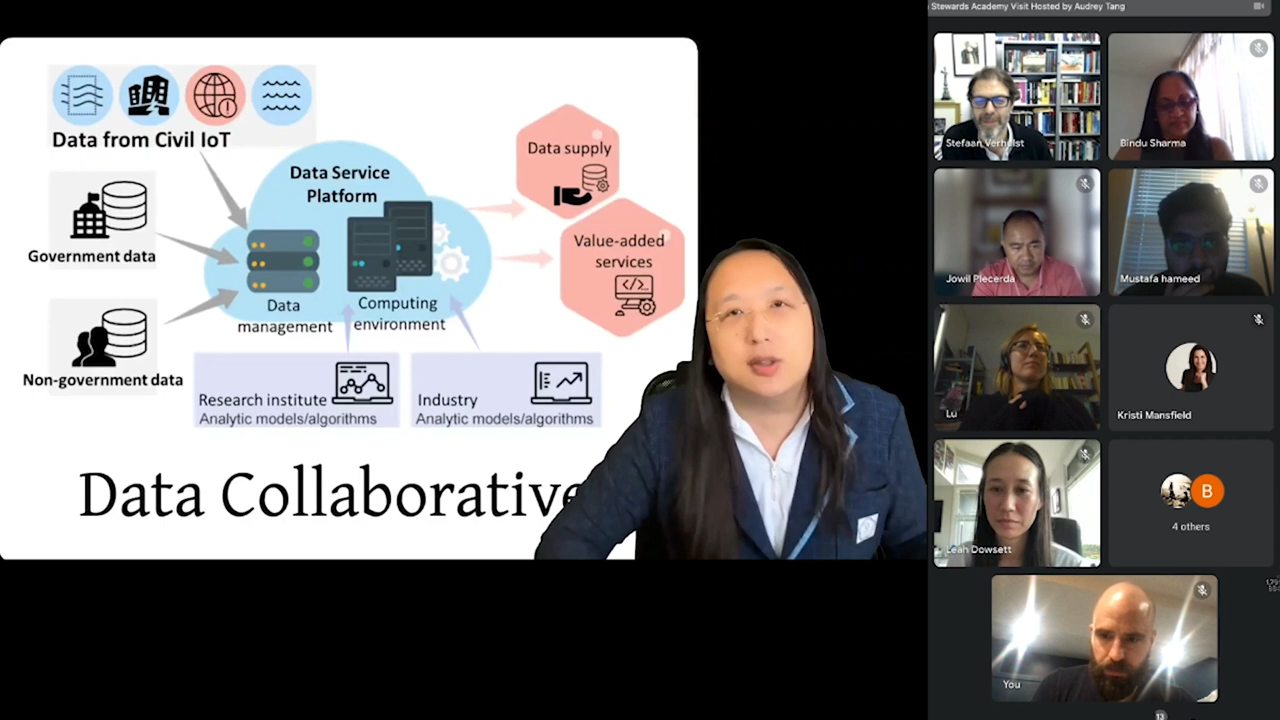 Stewards Academy Visit Hosted by Audrey Tang
Data from Civil IoT
Government data
Non-government data
Data Service
Platform
Data
management
Computing
environment
Data supply
Value-added
services
Research institute
Analytic models/algorithms
Industry
Analytic models/algorithms
Data Collaborative
Stefaan Verhulst
Bindu Sharma
Jowil Plecerda
Mustafa hameed
Lu
Kristi Mansfield
Leah Dowsett
B
4 others
You
13